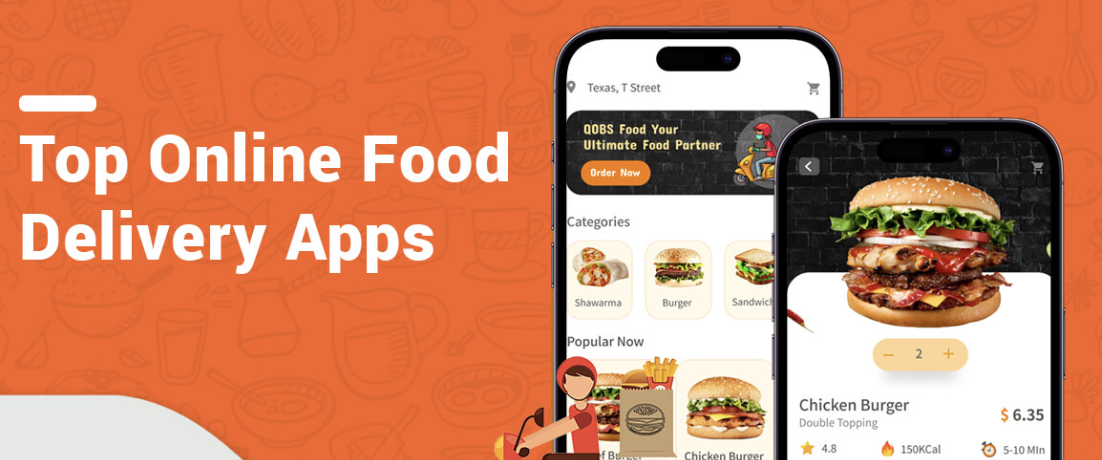 Top Online Food
Delivery Apps
Texas, T Street
QOBS Food Your
Ultimate Food Partner
Order Now
Categories
Shawarma
Burger
Sandwich
Popular Now
Chicken Burger
2
Chicken Burger
Double Topping
$ 6.35
4.8
150KCal
5-10 MIn